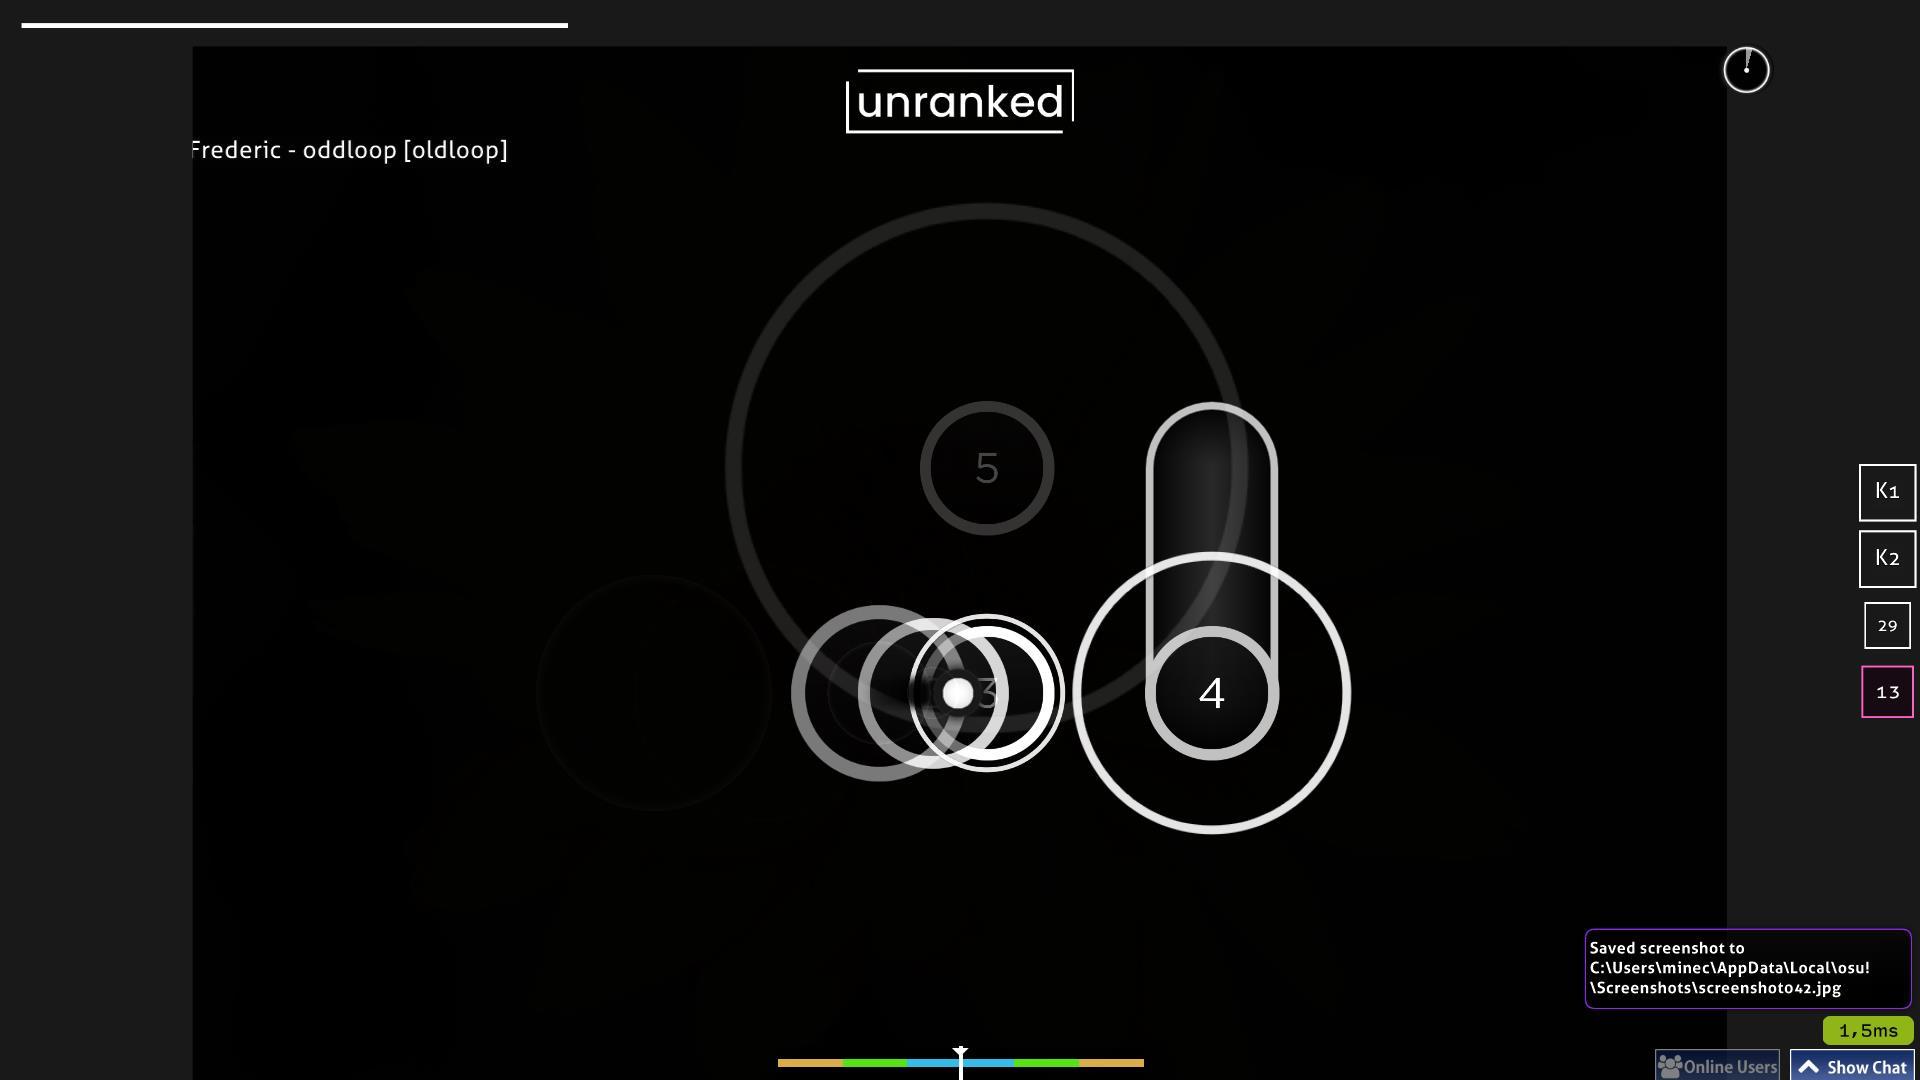 unranked
Frederic - oddloop [oldloop]
5
3
4
K1
K2
29
13
Saved screenshot to
C:\Users\minec\AppData\Local\osu!
\Screenshots\screenshot042.jpg
1,5ms
Online Users
Show Chat